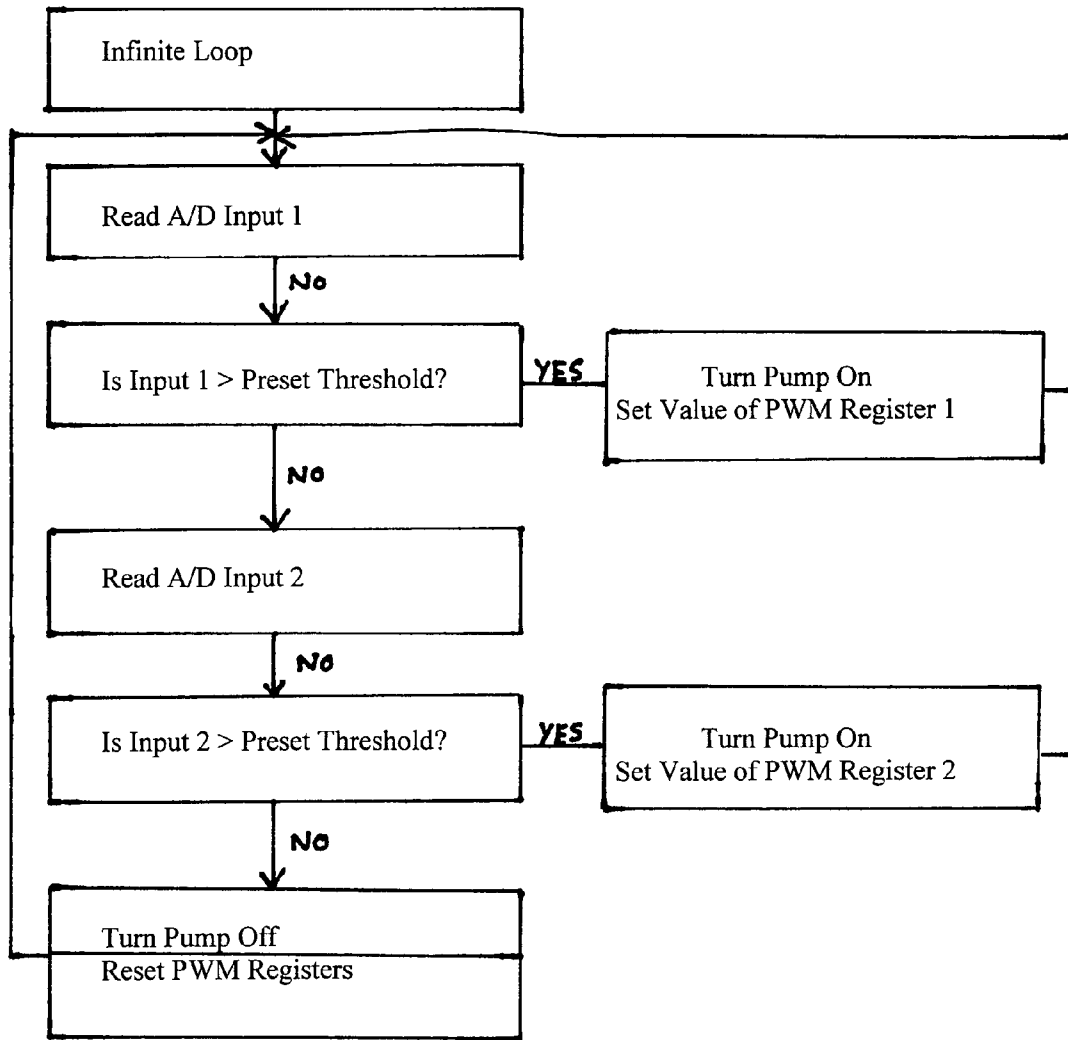 Infinite Loop
Read A/D Input 1
NO
Is Input 1 > Preset Threshold?
YES
Turn Pump On
Set Value of PWM Register 1
NO
Read A/D Input 2
NO
Is Input 2 > Preset Threshold?
YES
Turn Pump On
Set Value of PWM Register 2
NO
Turn Pump Off
Reset PWM Registers